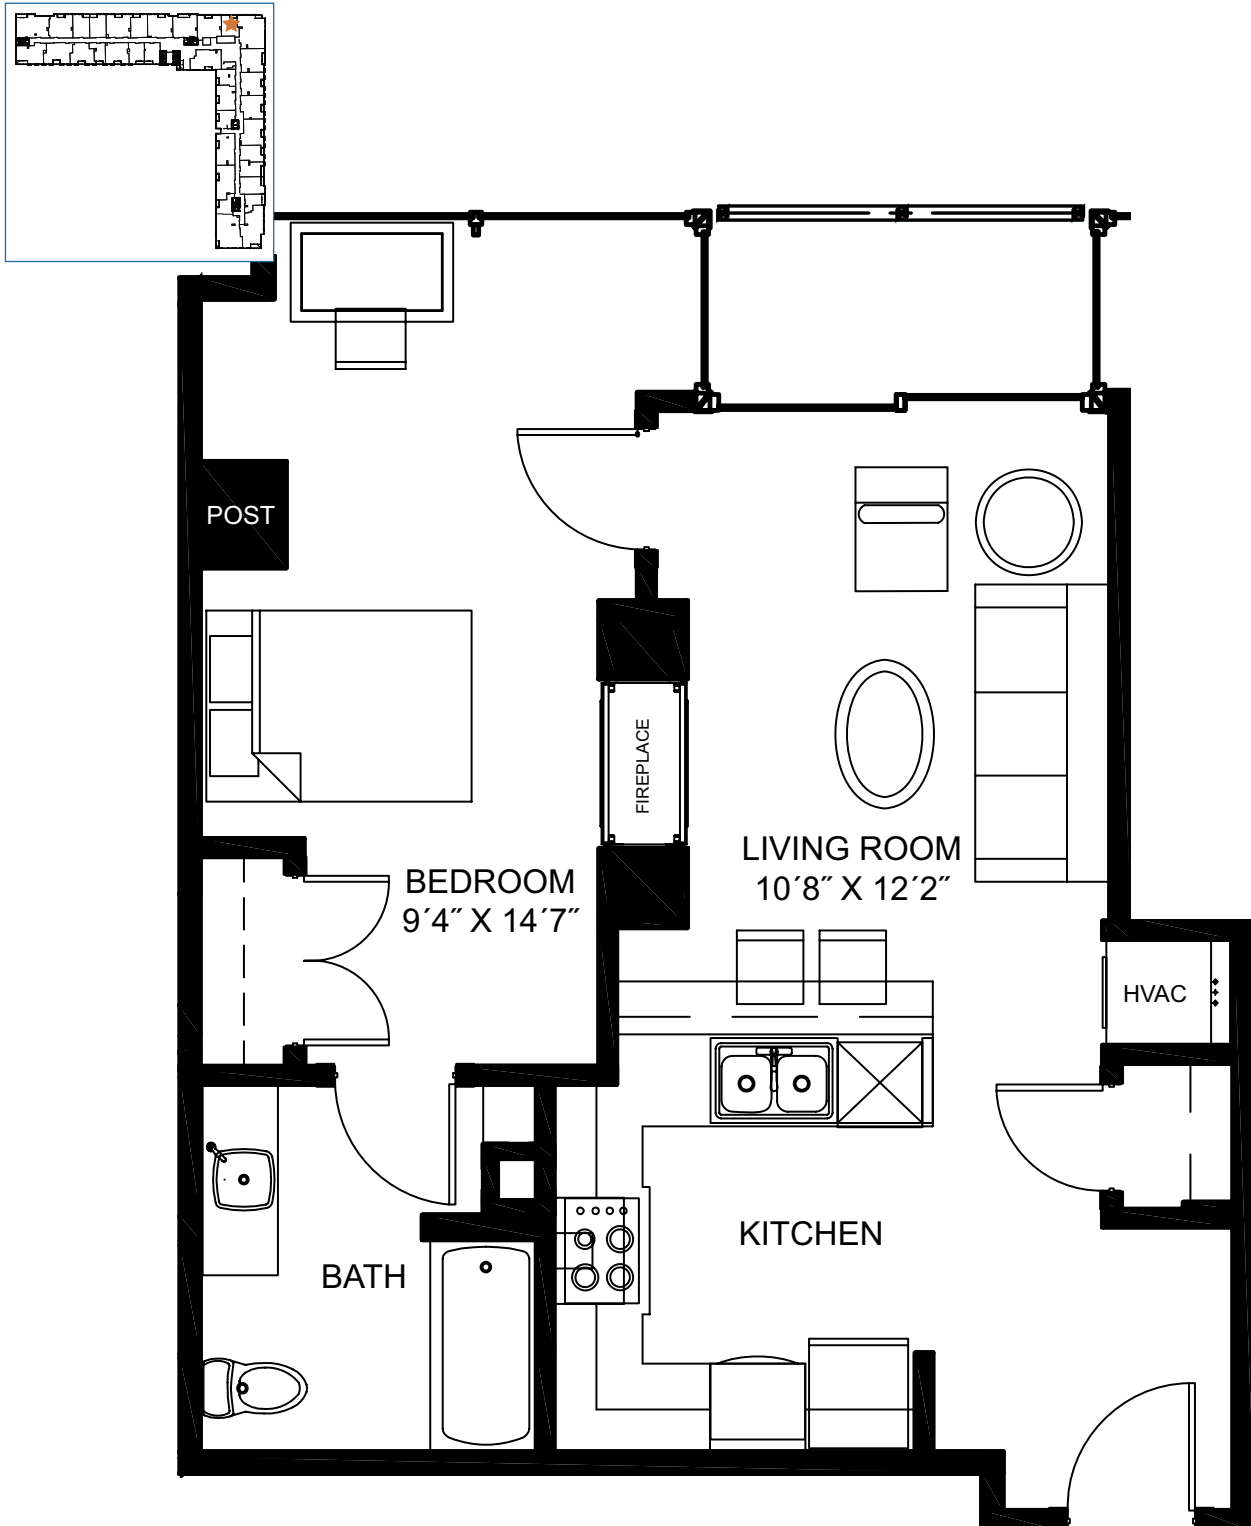 POST
FIREPLACE
LIVING ROOM
10´8˝ X 12´2˝
BEDROOM
9´4˝ X 14´7˝
HVAC
KITCHEN
BATH